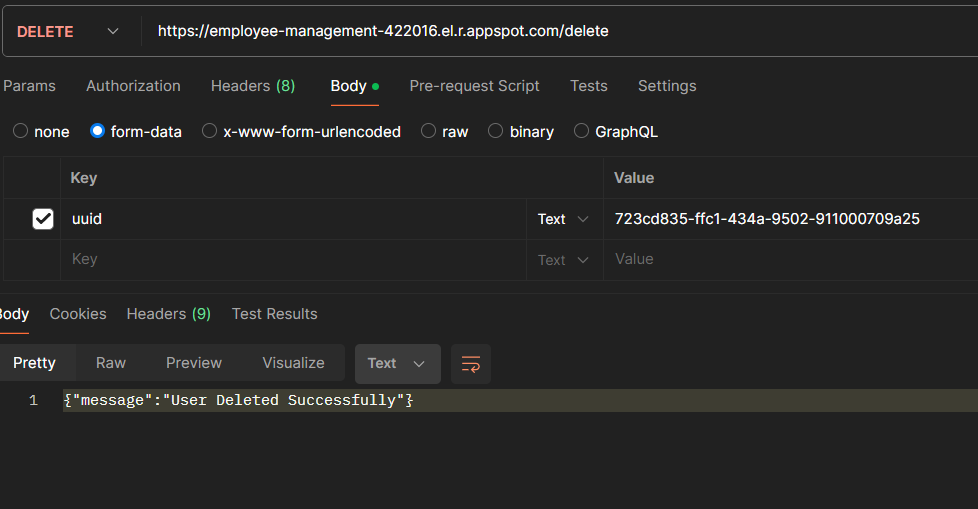 DELETE https://employee-management-422016.el.r.appspot.com/delete
Params Authorization Headers (8) Body Pre-request Script Tests Settings
none form-data x-www-form-urlencoded raw binary GraphQL
Key Value
uuid Text 723cd835-ffc1-434a-9502-911000709a25
Key Text Value
Body Cookies Headers (9) Test Results
Pretty Raw Preview Visualize Text
1 {"message":"User Deleted Successfully"}